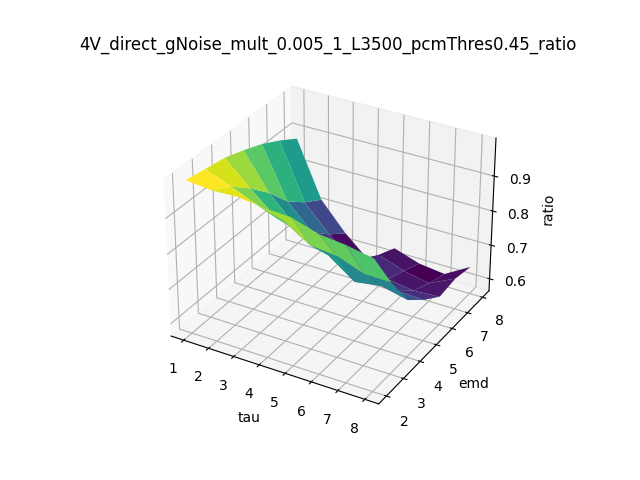 4V_direct_gNoise_mult_0.005_1_L3500_pcmThres0.45_ratio
0.9
0.8
0.7
0.6
ratio
1 2 3 4 5 6 7 8
tau
2 3 4 5 6 7 8
emd